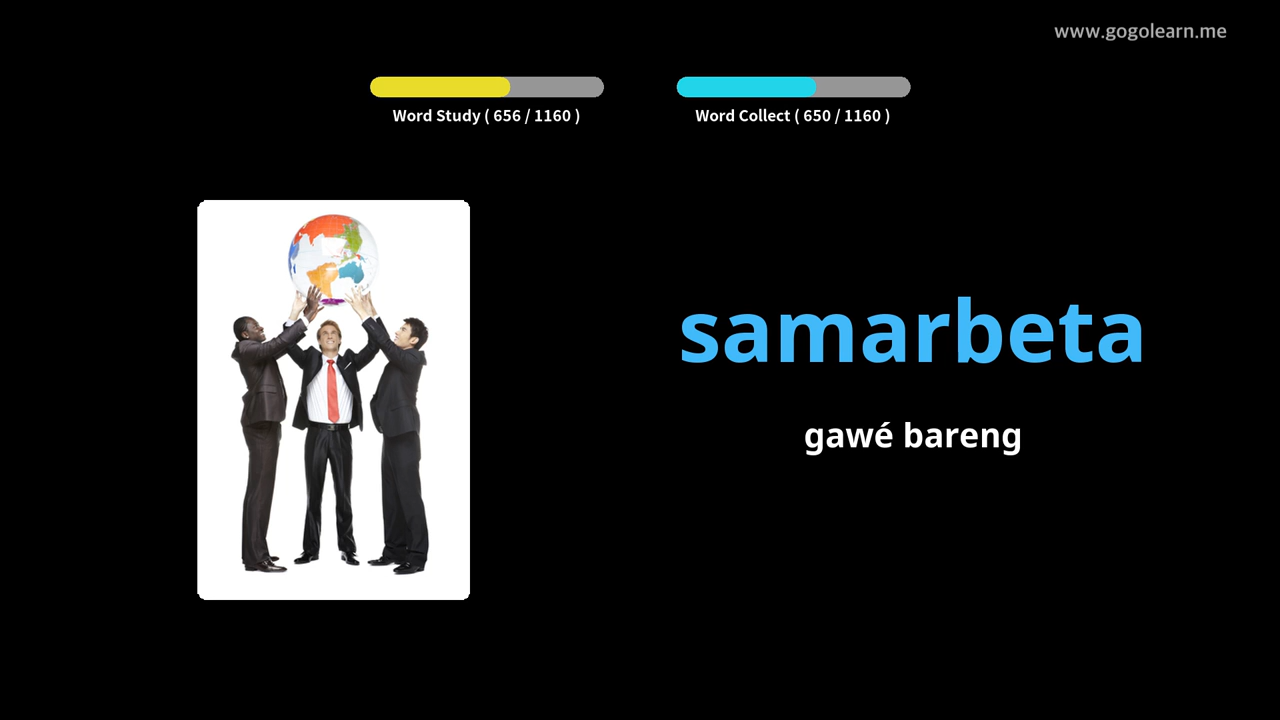 www.gogolearn.me
Word Study ( 656 / 1160 )
Word Collect ( 650 / 1160 )
samarbeta
gawé bareng